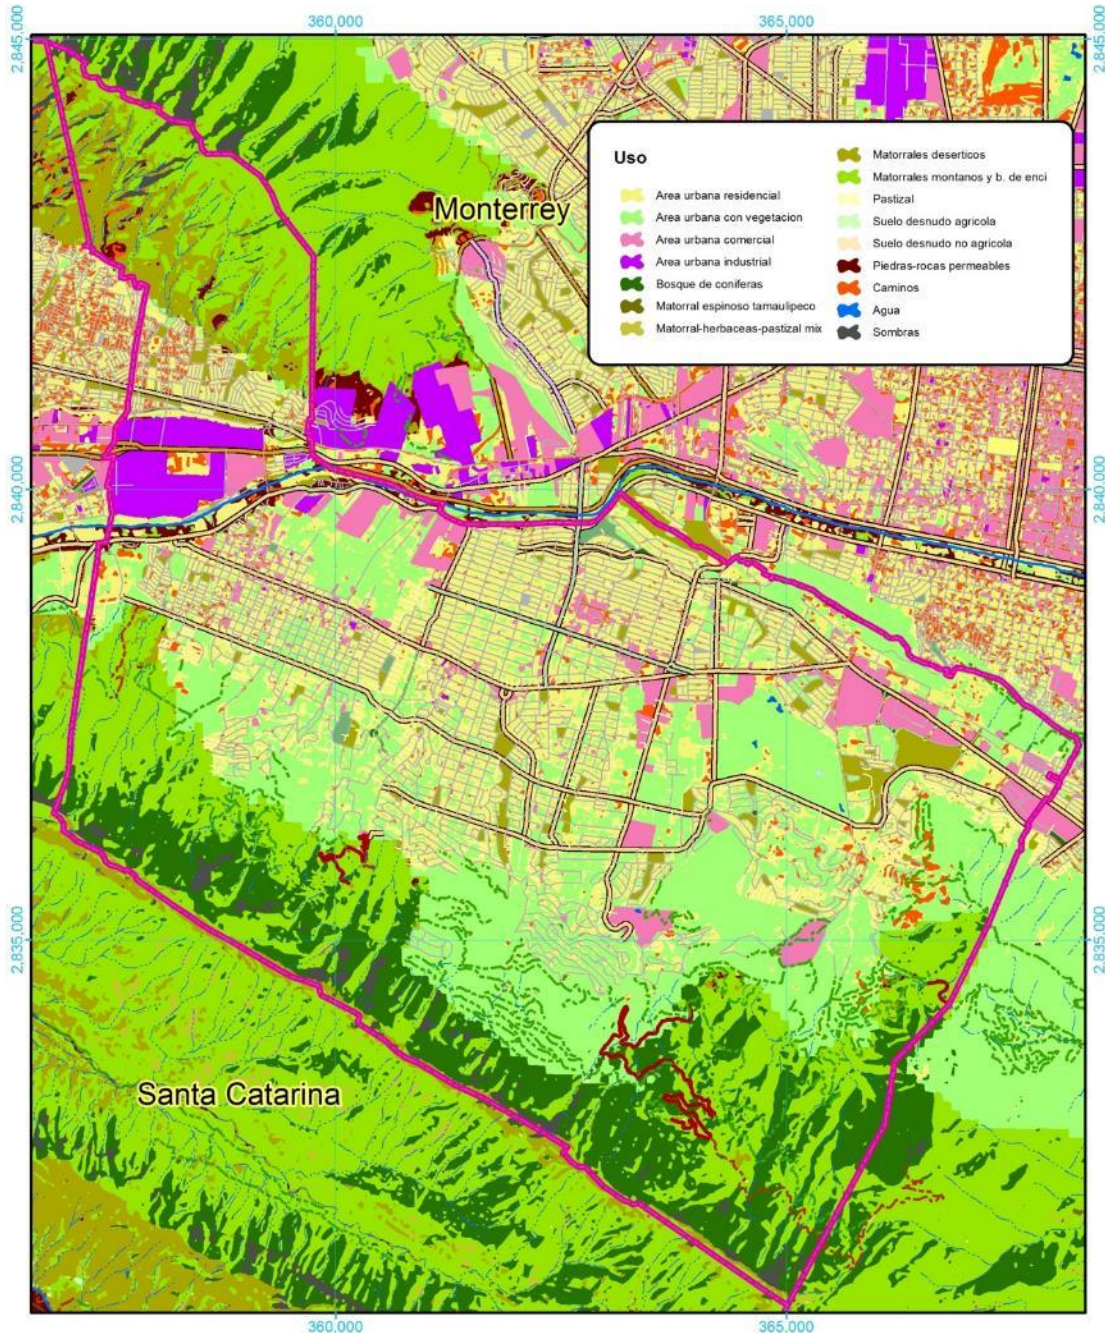 360,000
365,000
2,845,000
2,845,000
Uso
Area urbana residencial
Area urbana con vegetacion
Area urbana comercial
Area urbana industrial
Bosque de coniferas
Matorral espinoso tamaulipeco
Matorral-herbaceas-pastizal mix
Matorrales deserticos
Matorrales montanos y b. de enci
Pastizal
Suelo desnudo agricola
Suelo desnudo no agricola
Piedras-rocas permeables
Caminos
Agua
Sombras
Monterrey
2,840,000
2,840,000
2,835,000
2,835,000
Santa Catarina
360,000
365,000